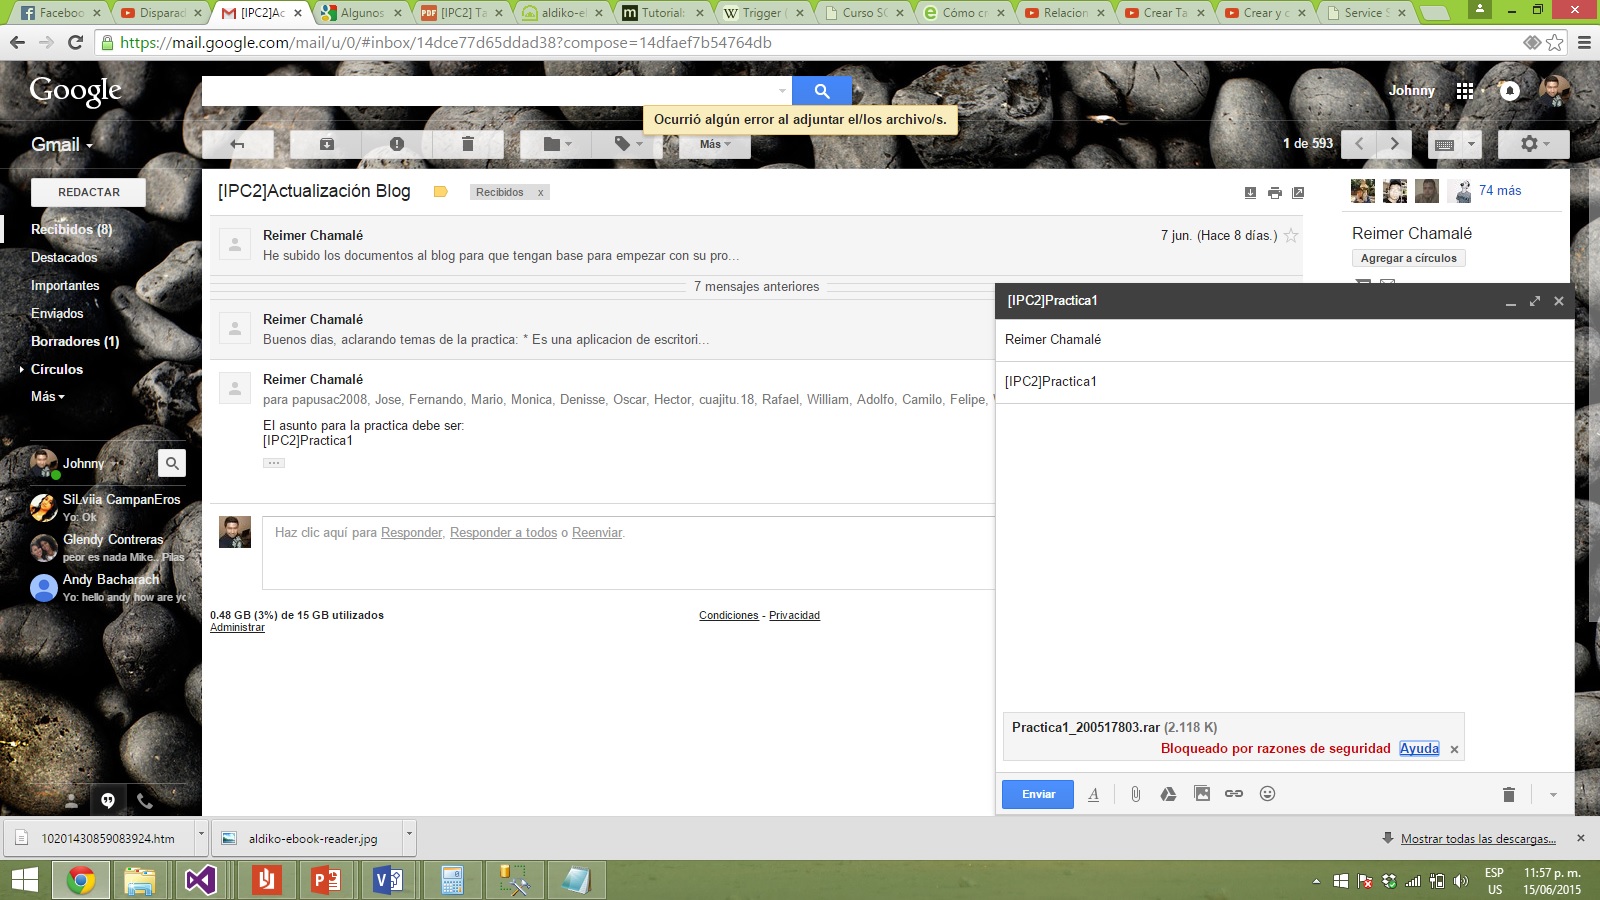 Facebo
Disparad
[IPC2]Ac
Algunos
[IPC2] Ta
aldiko-e
Tutorial
Trigger (
Curso SC
Cómo cr
Relacion
Crear Ta
Crear y c
Service S
https://mail.google.com/mail/u/0/#inbox/14dce77d65ddad38?compose=14dfaef7b54764db
Google
Johnny
Ocurrió algún error al adjuntar el/los archivo/s.
Gmail
Más
1 de 593
REDACTAR
[IPC2]Actualización Blog
Recibidos x
74 más
Recibidos (8)
Destacados
Importantes
Enviados
Borradores (1)
Círculos
Más
Reimer Chamalé
7 jun. (Hace 8 días.)
He subido los documentos al blog para que tengan base para empezar con su pro...
7 mensajes anteriores
Reimer Chamalé
Buenos dias, aclarando temas de la practica: * Es una aplicacion de escritori...
Reimer Chamalé
para papusac2008, Jose, Fernando, Mario, Monica, Denisse, Oscar, Hector, cuajitu.18, Rafael, William, Adolfo, Camilo, Felipe,
El asunto para la practica debe ser:
[IPC2]Practica1
Reimer Chamalé
Agregar a círculos
[IPC2]Practica1
Reimer Chamalé
[IPC2]Practica1
Johnny
SiLviia CampanEros
Yo: Ok
Glendy Contreras
peor es nada Mike.. Pilas
Andy Bacharach
Yo: hello andy how are yo
Haz clic aquí para Responder, Responder a todos o Reenviar.
0.48 GB (3%) de 15 GB utilizados
Administrar
Condiciones - Privacidad
Practica1_200517803.rar (2.118 K)
Bloqueado por razones de seguridad Ayuda x
Enviar
10201430859083924.htm
aldiko-ebook-reader.jpg
Mostrar todas las descargas...
ESP
US
11:57 p. m.
15/06/2015